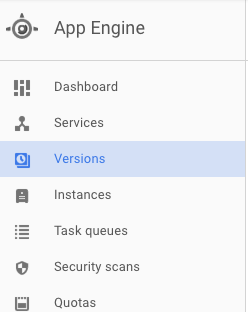 App Engine
Dashboard
Services
Versions
Instances
Task queues
Security scans
Quotas